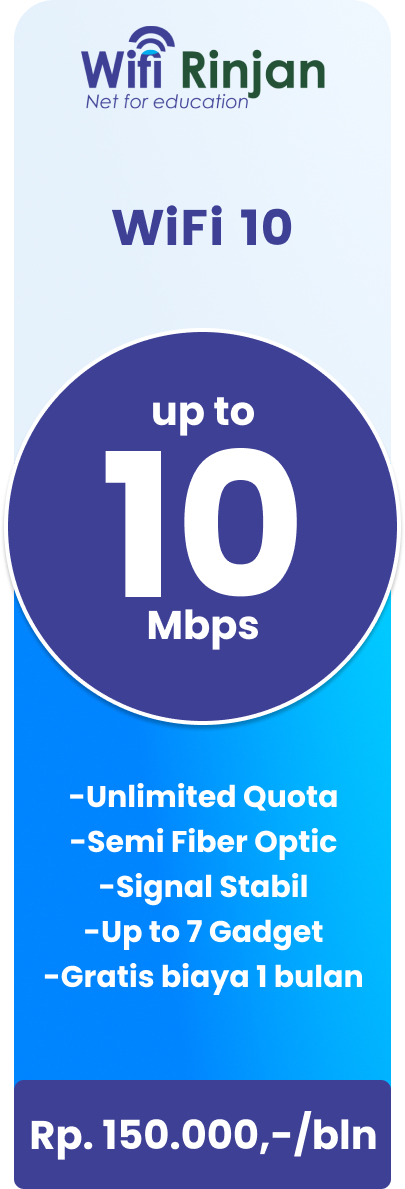 Wifi Rinjan
Net for education
WiFi 10
up to
10
Mbps
-Unlimited Quota
-Semi Fiber Optic
-Signal Stabil
-Up to 7 Gadget
-Gratis biaya 1 bulan
Rp. 150.000,-/bln